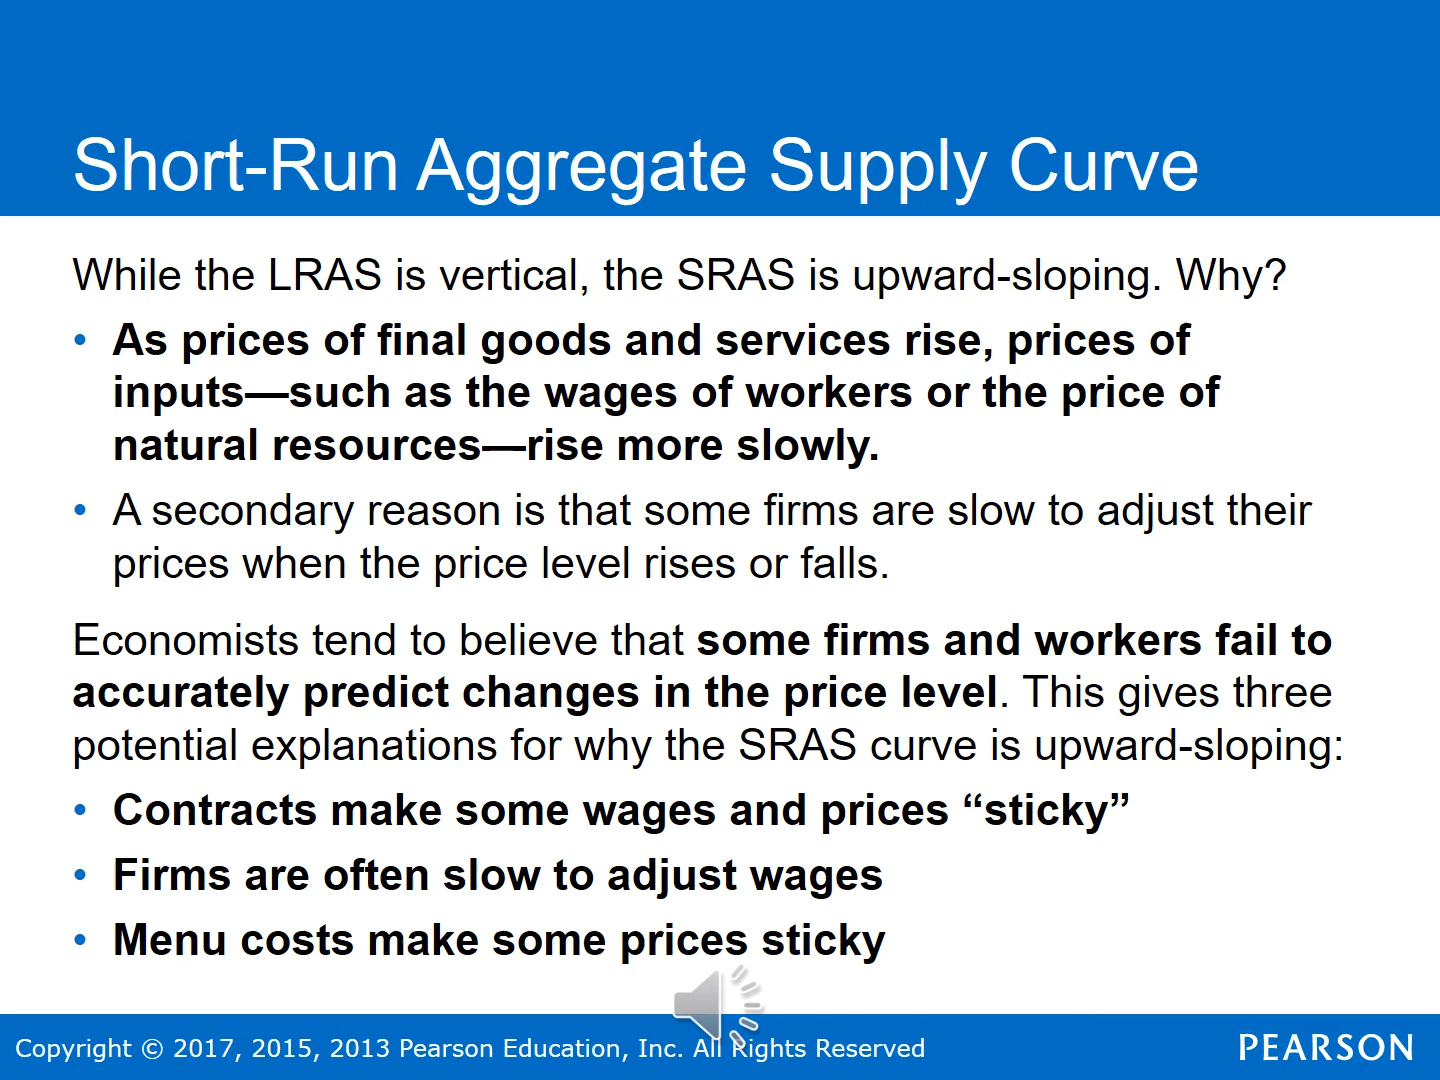 Short-Run Aggregate Supply Curve
While the LRAS is vertical, the SRAS is upward-sloping. Why?
• As prices of final goods and services rise, prices of
inputs—such as the wages of workers or the price of
natural resources—rise more slowly.
• A secondary reason is that some firms are slow to adjust their
prices when the price level rises or falls.
Economists tend to believe that some firms and workers fail to
accurately predict changes in the price level. This gives three
potential explanations for why the SRAS curve is upward-sloping:
• Contracts make some wages and prices “sticky”
• Firms are often slow to adjust wages
• Menu costs make some prices sticky
Copyright © 2017, 2015, 2013 Pearson Education, Inc. All Rights Reserved
PEARSON